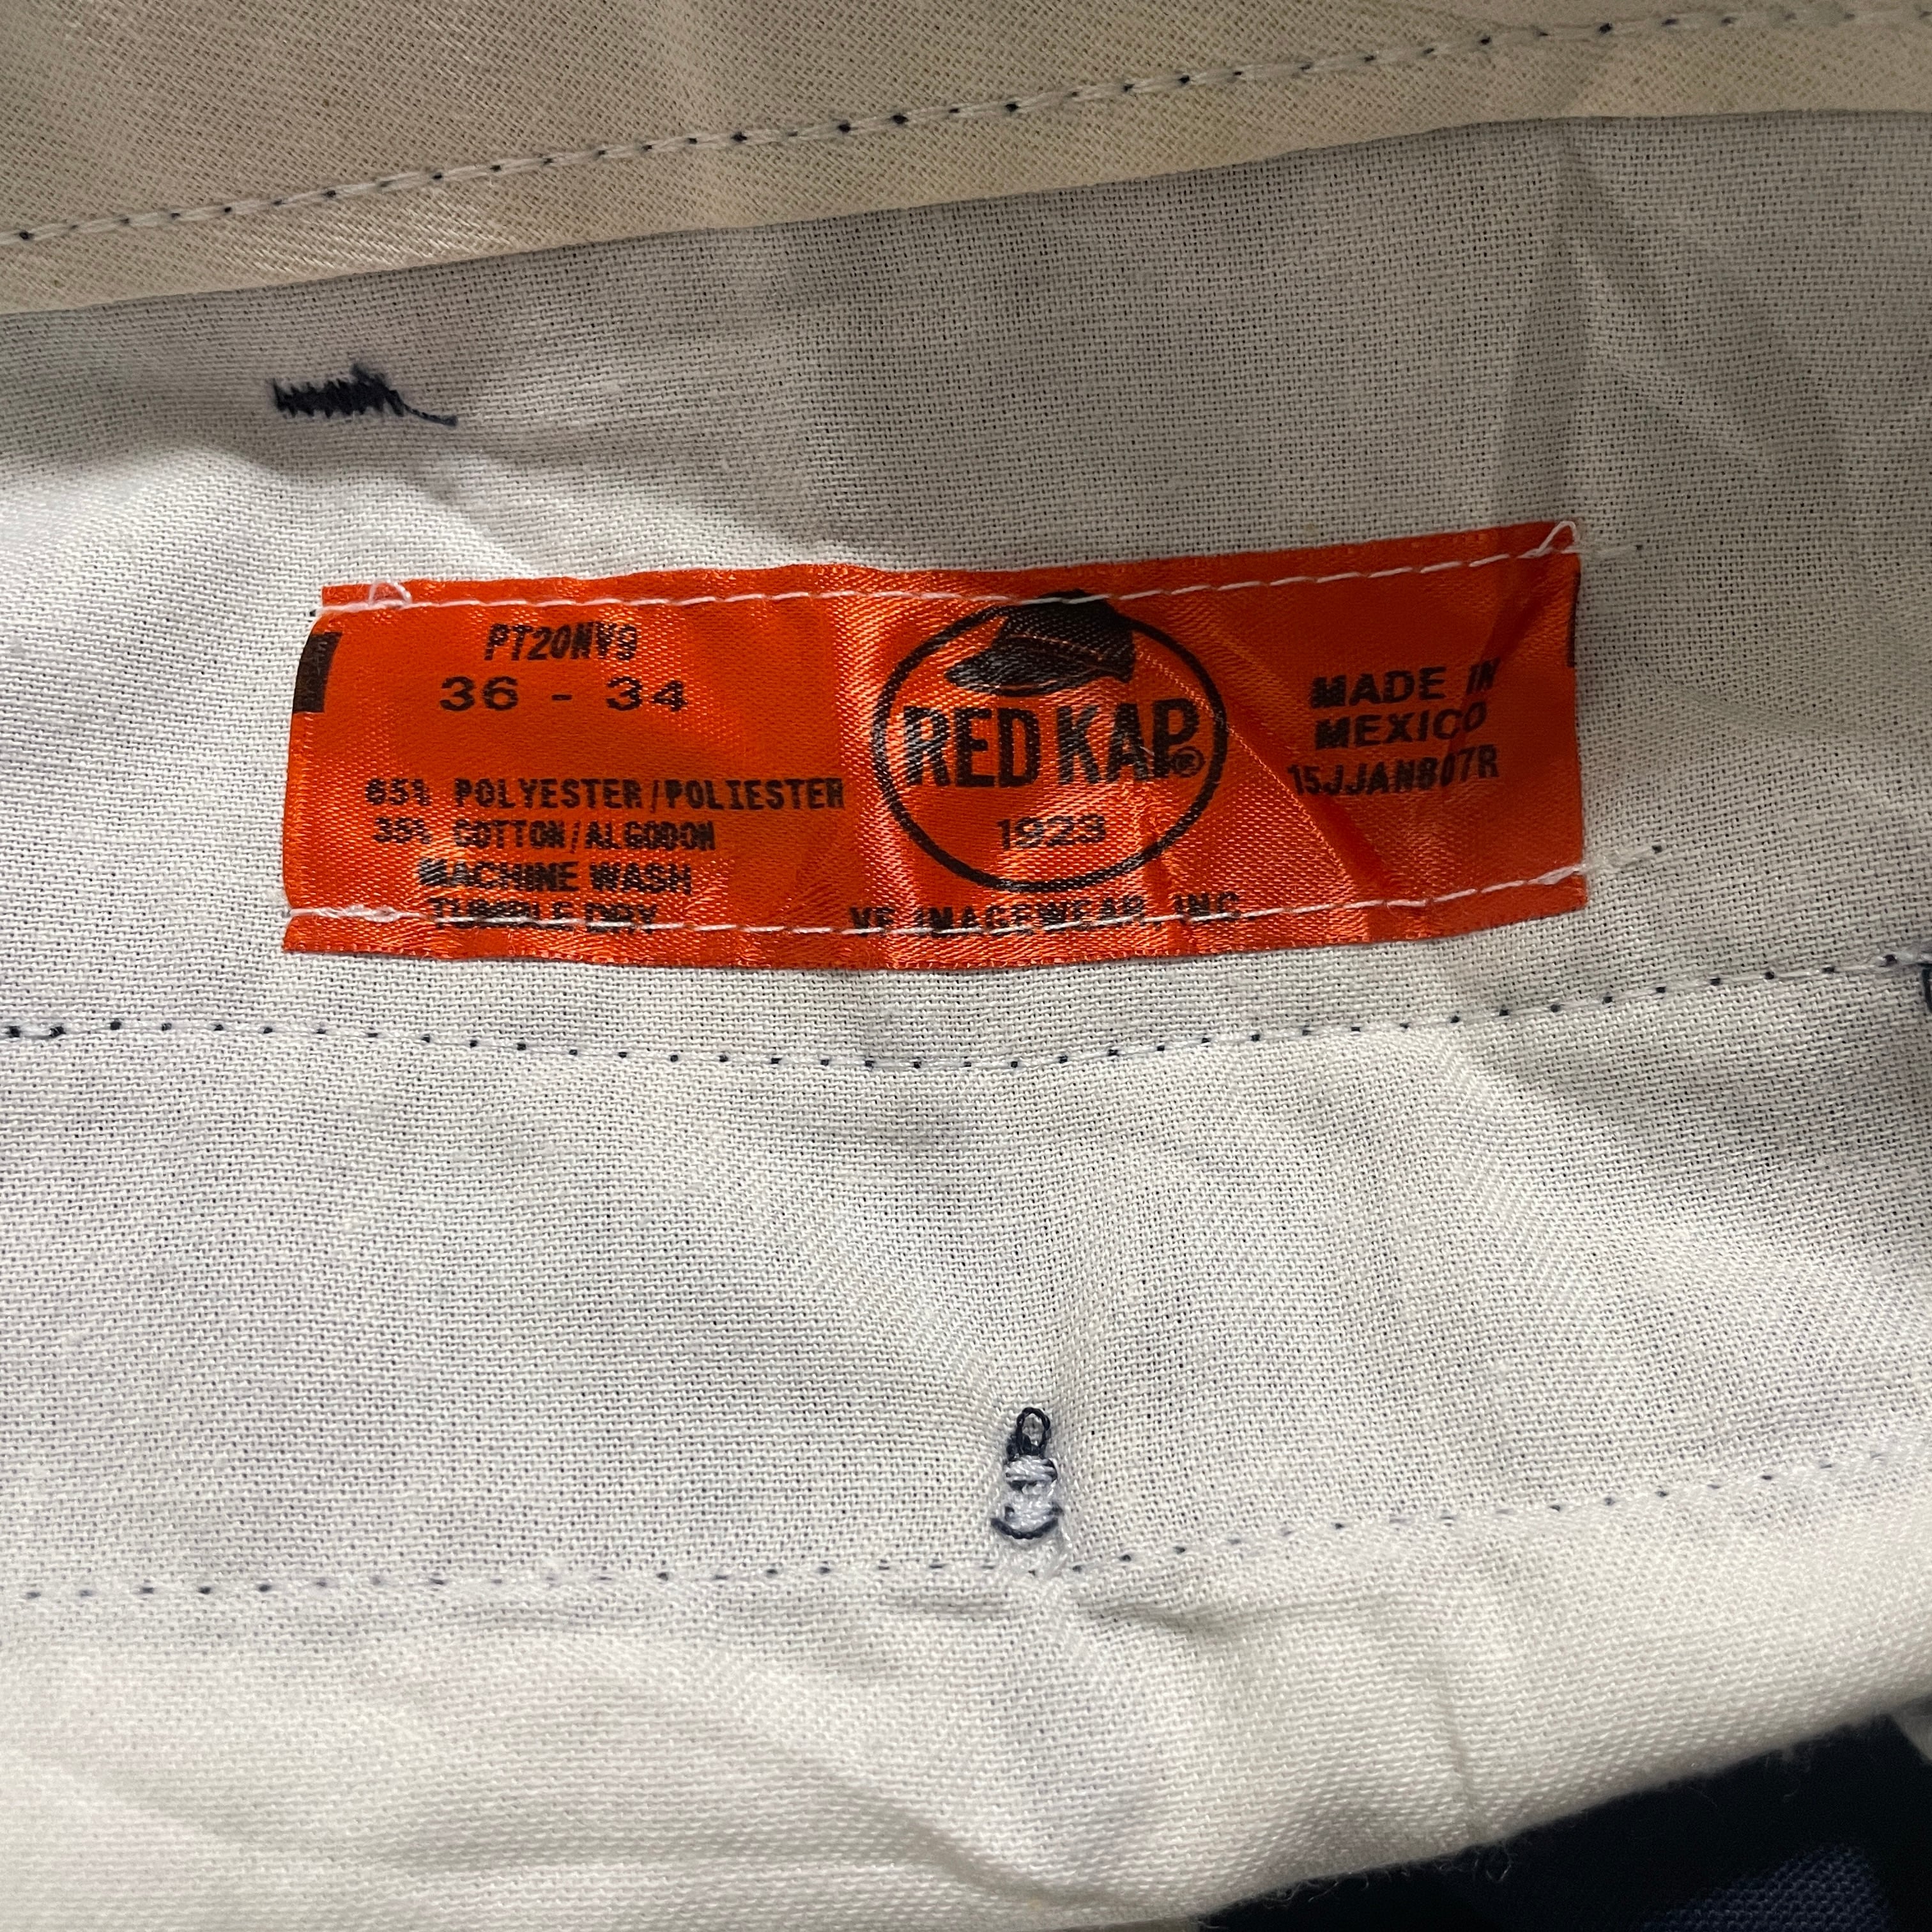 PT20NV9
36 - 34
65% POLYESTER/POLIESTER
35% COTTON/ALGODON
MACHINE WASH
TUMBLE DRY
RED KAP®
1923
VF IMAGEWEAR, INC.
MADE IN
MEXICO
15JJAN807R